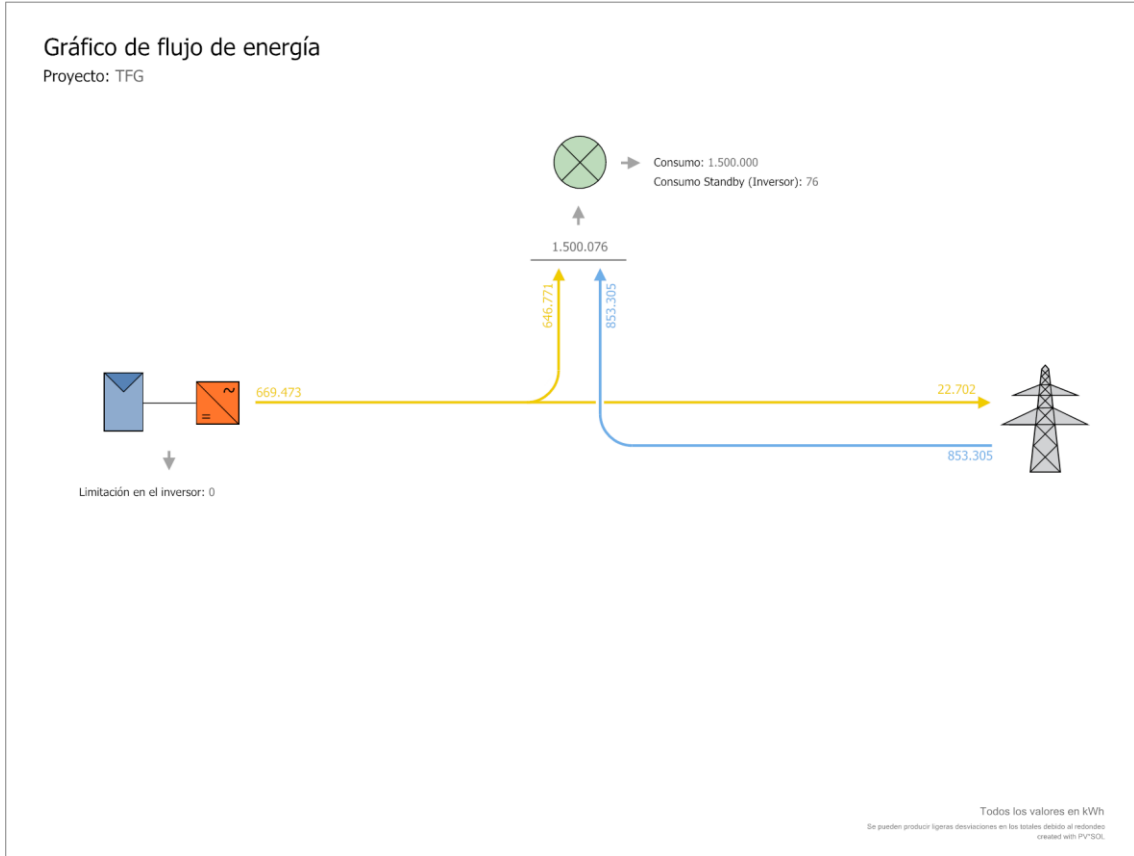 Gráfico de flujo de energía
Proyecto: TFG
Consumo: 1.500.000
Consumo Standby (Inversor): 76
1.500.076
646.771
853.305
669.473
22.702
853.305
~
=
Limitación en el inversor: 0
Todos los valores en kWh
Se pueden producir ligeras desviaciones en los totales debido al redondeo
created with PV*SOL